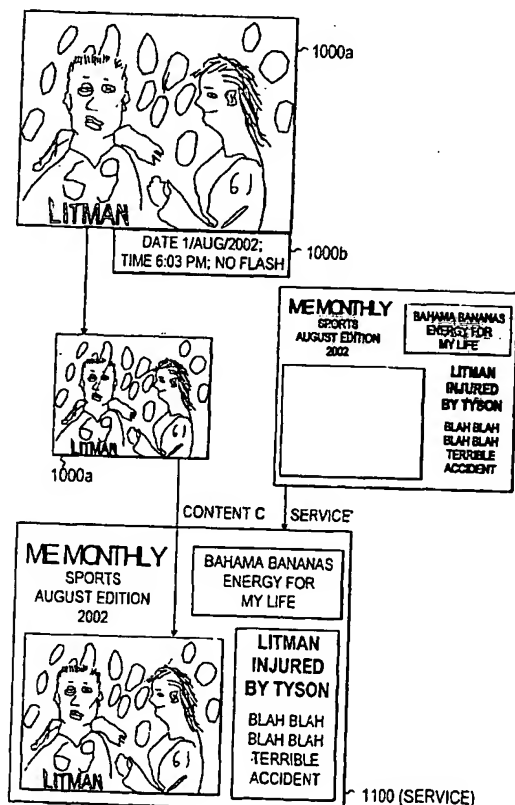 1000a
61
LITMAN
DATE 1/AUG/2002;
TIME 6:03 PM; NO FLASH
1000b
ME MONTHLY
SPORTS
AUGUST EDITION
2002
BAHAMA BANANAS
ENERGY FOR
MY LIFE
LITMAN
INJURED
BY TYSON
BLAH BLAH
BLAH BLAH
TERRIBLE
ACCIDENT
61
LITMAN
1000a
CONTENT C
SERVICE'
ME MONTHLY
SPORTS
AUGUST EDITION
2002
BAHAMA BANANAS
ENERGY FOR
MY LIFE
LITMAN
INJURED
BY TYSON
BLAH BLAH
BLAH BLAH
TERRIBLE
ACCIDENT
61
LITMAN
1100 (SERVICE)